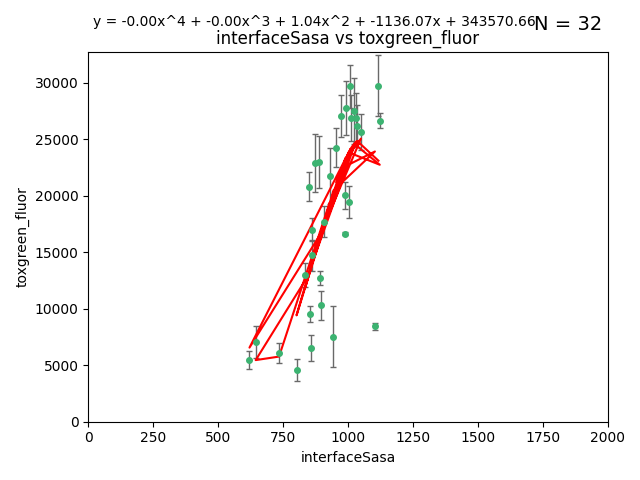 y = -0.00x^4 + -0.00x^3 + 1.04x^2 + -1136.07x + 343570.66
N = 32
interfaceSasa vs toxgreen_fluor
30000
25000
20000
15000
10000
5000
0
toxgreen_fluor
0 250 500 750 1000 1250 1500 1750 2000
interfaceSasa